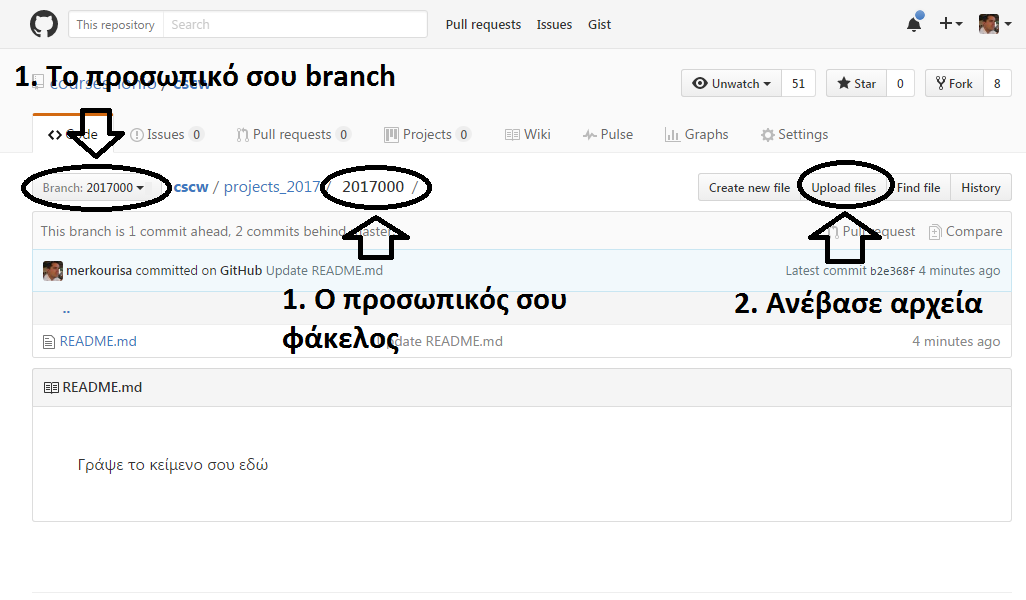 This repository Search Pull requests Issues Gist
1. Το προσωπικό σου branch
courses-ionio / cscw
Unwatch 51 Star 0 Fork 8
Code Issues 0 Pull requests 0 Projects 0 Wiki Pulse Graphs Settings
Branch: 2017000 cscw / projects_2017 / 2017000 /
Create new file Upload files Find file History
This branch is 1 commit ahead, 2 commits behind master.
Pull request Compare
merkourisa committed on GitHub Update README.md
Latest commit b2e368f 4 minutes ago
1. Ο προσωπικός σου
φάκελος
2. Ανέβασε αρχεία
..
README.md Update README.md 4 minutes ago
README.md
Γράψε το κείμενο σου εδώ